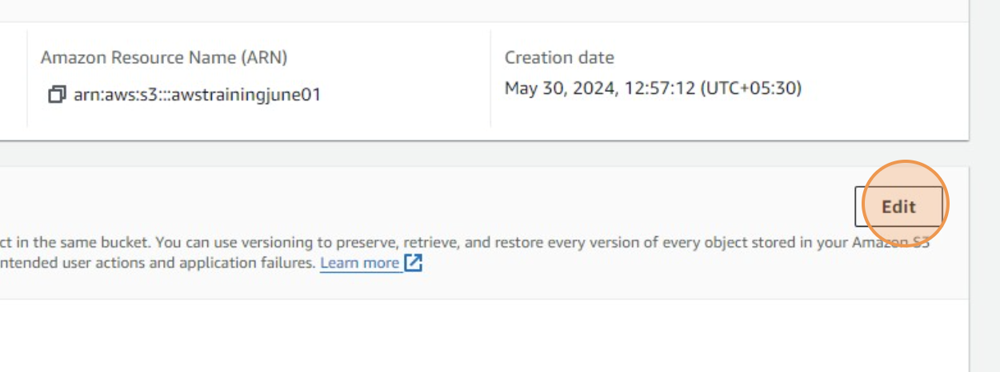 Amazon Resource Name (ARN)
arn:aws:s3:::awstrainingjune01
Creation date
May 30, 2024, 12:57:12 (UTC+05:30)
Edit
ct in the same bucket. You can use versioning to preserve, retrieve, and restore every version of every object stored in your Amazon S3
ntended user actions and application failures. Learn more